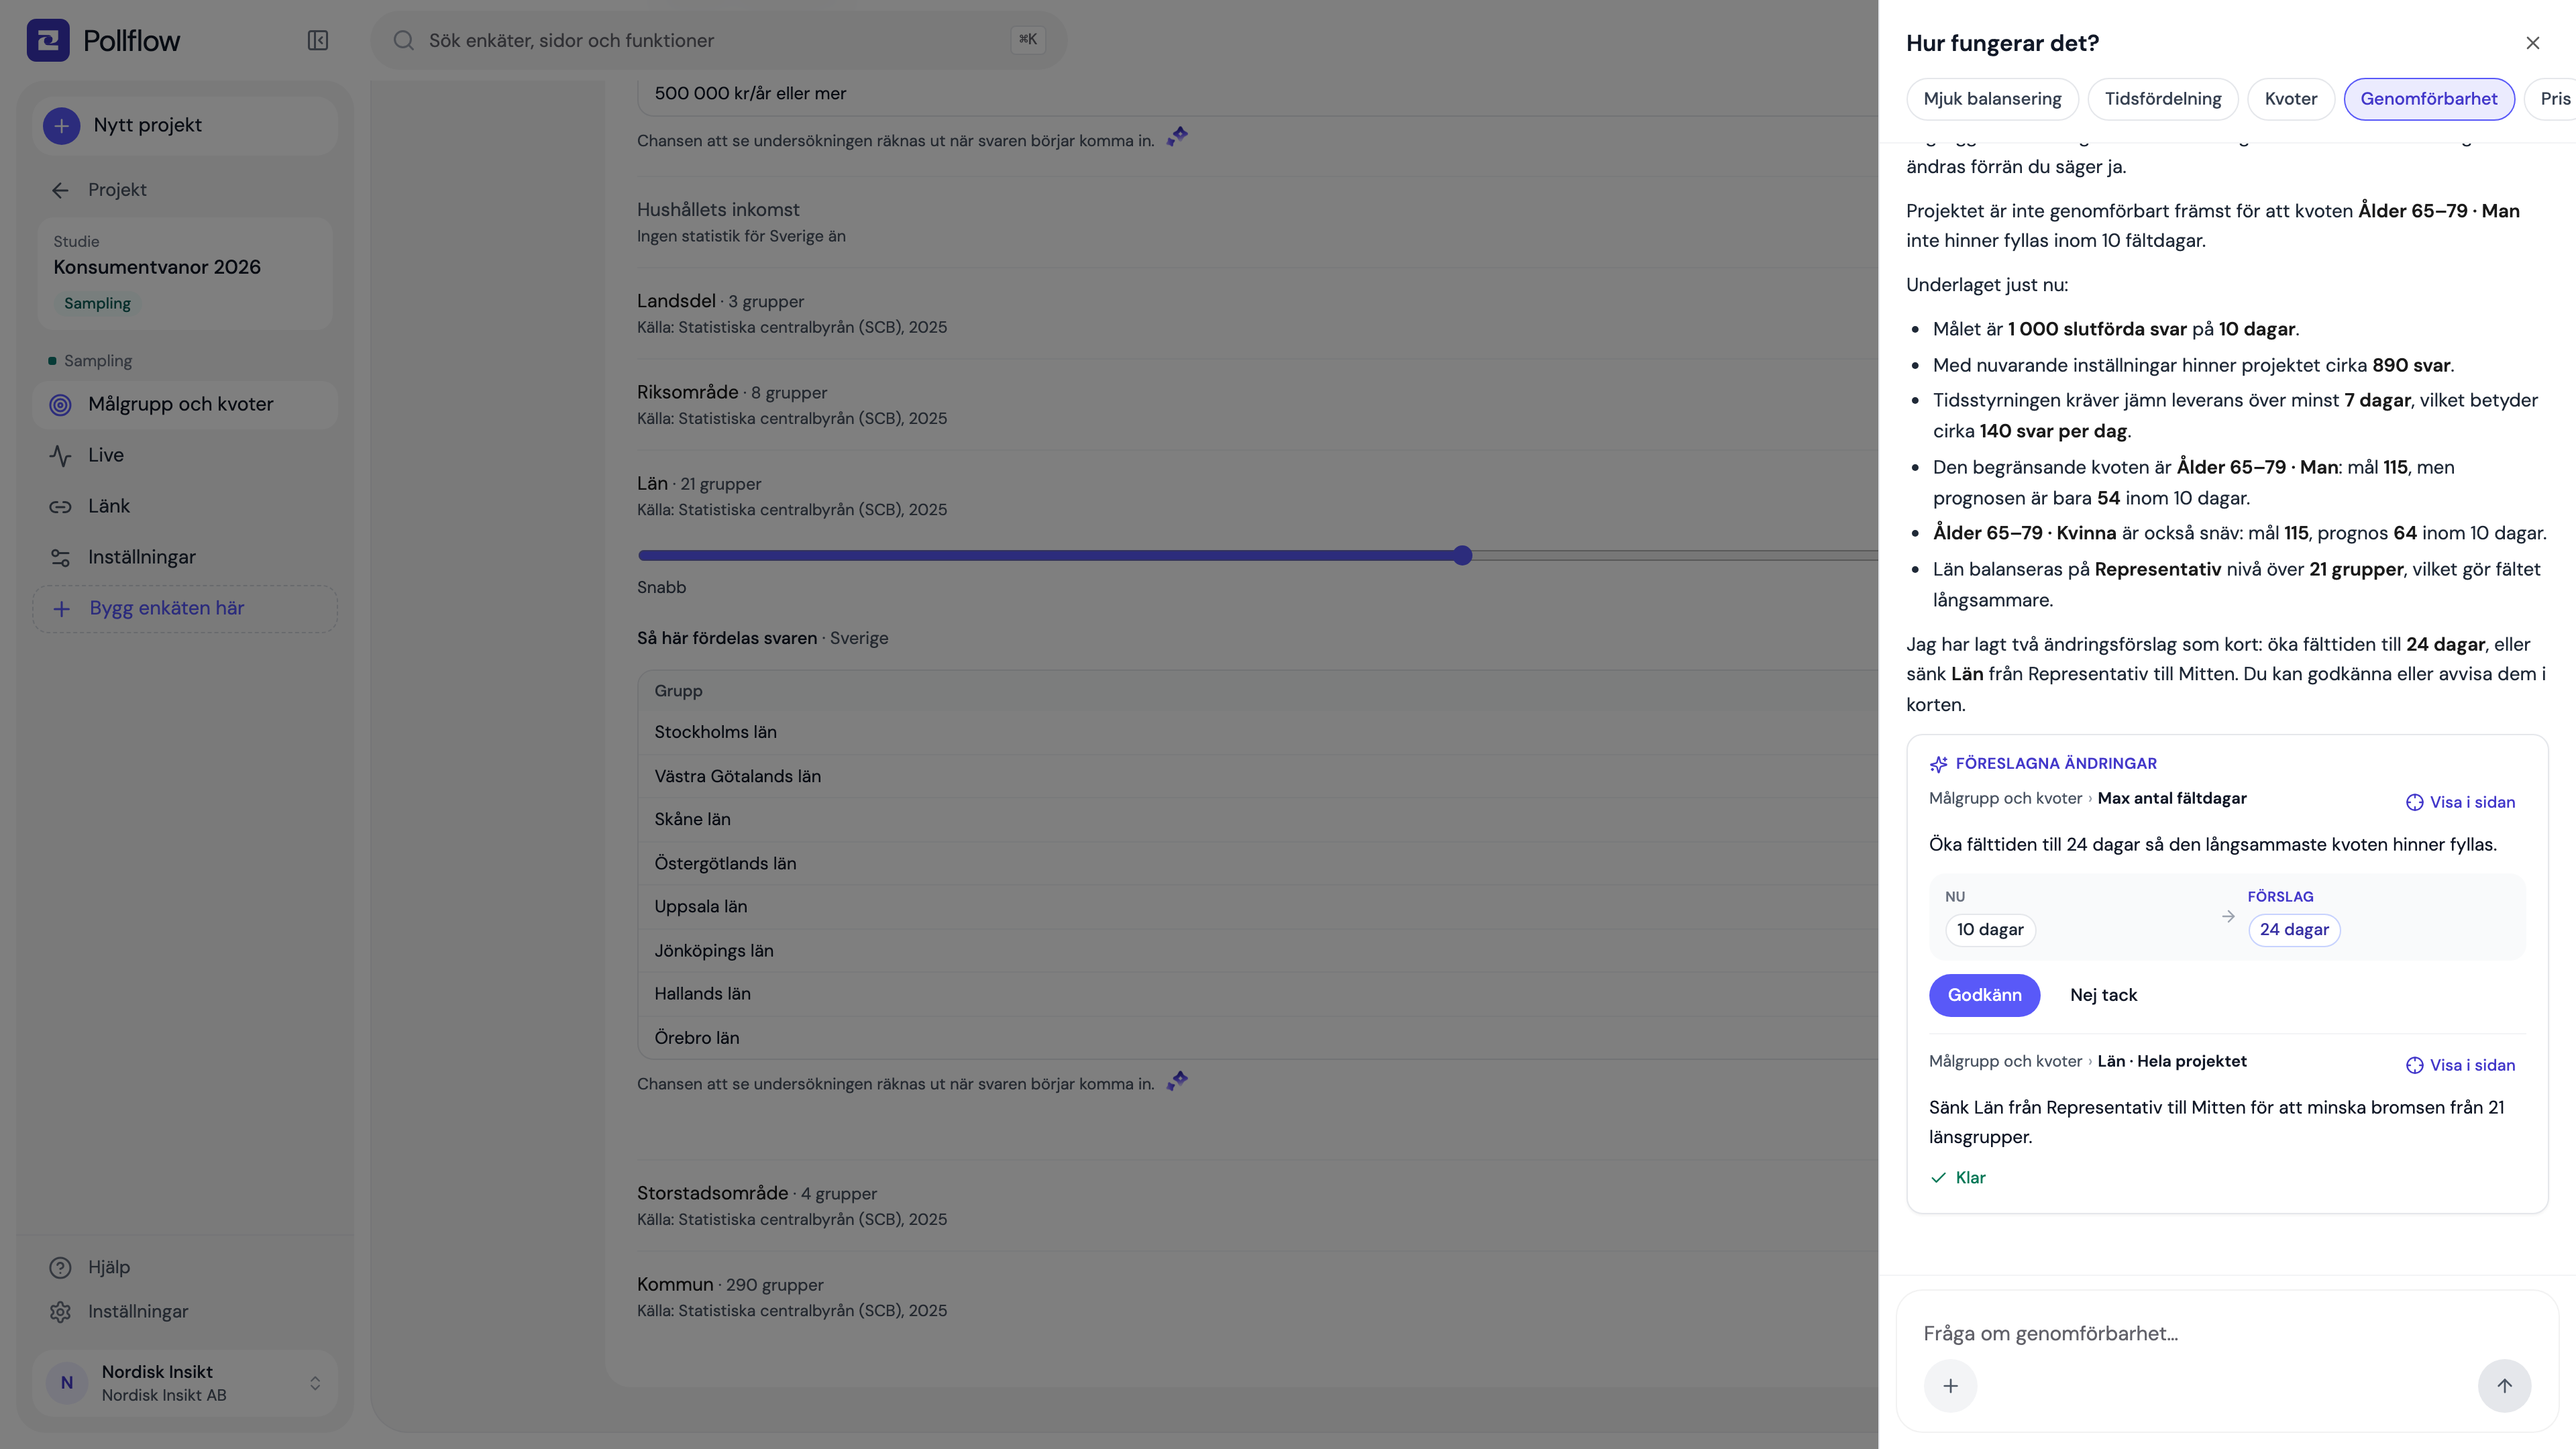 Pollflow
Sök enkäter, sidor och funktioner
⌘K
Nytt projekt
Projekt
Studie
Konsumentvanor 2026
Sampling
Sampling
Målgrupp och kvoter
Live
Länk
Inställningar
Bygg enkäten här
Hjälp
Inställningar
N
Nordisk Insikt
Nordisk Insikt AB
500 000 kr/år eller mer
Chansen att se undersökningen räknas ut när svaren börjar komma in.
Hushållets inkomst
Ingen statistik för Sverige än
Landsdel · 3 grupper
Källa: Statistiska centralbyrån (SCB), 2025
Riksområde · 8 grupper
Källa: Statistiska centralbyrån (SCB), 2025
Län · 21 grupper
Källa: Statistiska centralbyrån (SCB), 2025
Snabb
Så här fördelas svaren · Sverige
Grupp
Stockholms län
Västra Götalands län
Skåne län
Östergötlands län
Uppsala län
Jönköpings län
Hallands län
Örebro län
Chansen att se undersökningen räknas ut när svaren börjar komma in.
Storstadsområde · 4 grupper
Källa: Statistiska centralbyrån (SCB), 2025
Kommun · 290 grupper
Källa: Statistiska centralbyrån (SCB), 2025
Hur fungerar det?
Mjuk balansering
Tidsfördelning
Kvoter
Genomförbarhet
Pris
ändras förrän du säger ja.
Projektet är inte genomförbart främst för att kvoten Ålder 65–79 · Man
inte hinner fyllas inom 10 fältdagar.
Underlaget just nu:
• Målet är 1 000 slutförda svar på 10 dagar.
• Med nuvarande inställningar hinner projektet cirka 890 svar.
• Tidsstyrningen kräver jämn leverans över minst 7 dagar, vilket betyder
cirka 140 svar per dag.
• Den begränsande kvoten är Ålder 65–79 · Man: mål 115, men
prognosen är bara 54 inom 10 dagar.
• Ålder 65–79 · Kvinna är också snäv: mål 115, prognos 64 inom 10 dagar.
• Län balanseras på Representativ nivå över 21 grupper, vilket gör fältet
långsammare.
Jag har lagt två ändringsförslag som kort: öka fälttiden till 24 dagar, eller
sänk Län från Representativ till Mitten. Du kan godkänna eller avvisa dem i
korten.
FÖRESLAGNA ÄNDRINGAR
Målgrupp och kvoter › Max antal fältdagar
Visa i sidan
Öka fälttiden till 24 dagar så den långsammaste kvoten hinner fyllas.
NU
10 dagar
→
FÖRSLAG
24 dagar
Godkänn
Nej tack
Målgrupp och kvoter › Län · Hela projektet
Visa i sidan
Sänk Län från Representativ till Mitten för att minska bromsen från 21
länsgrupper.
Klar
Fråga om genomförbarhet…